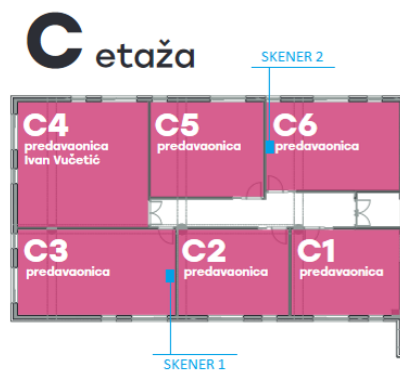 C etaža
SKENER 2
C4
predavaonica
Ivan Vučetić
C5
predavaonica
C6
predavaonica
C3
predavaonica
C2
predavaonica
C1
predavaonica
SKENER 1